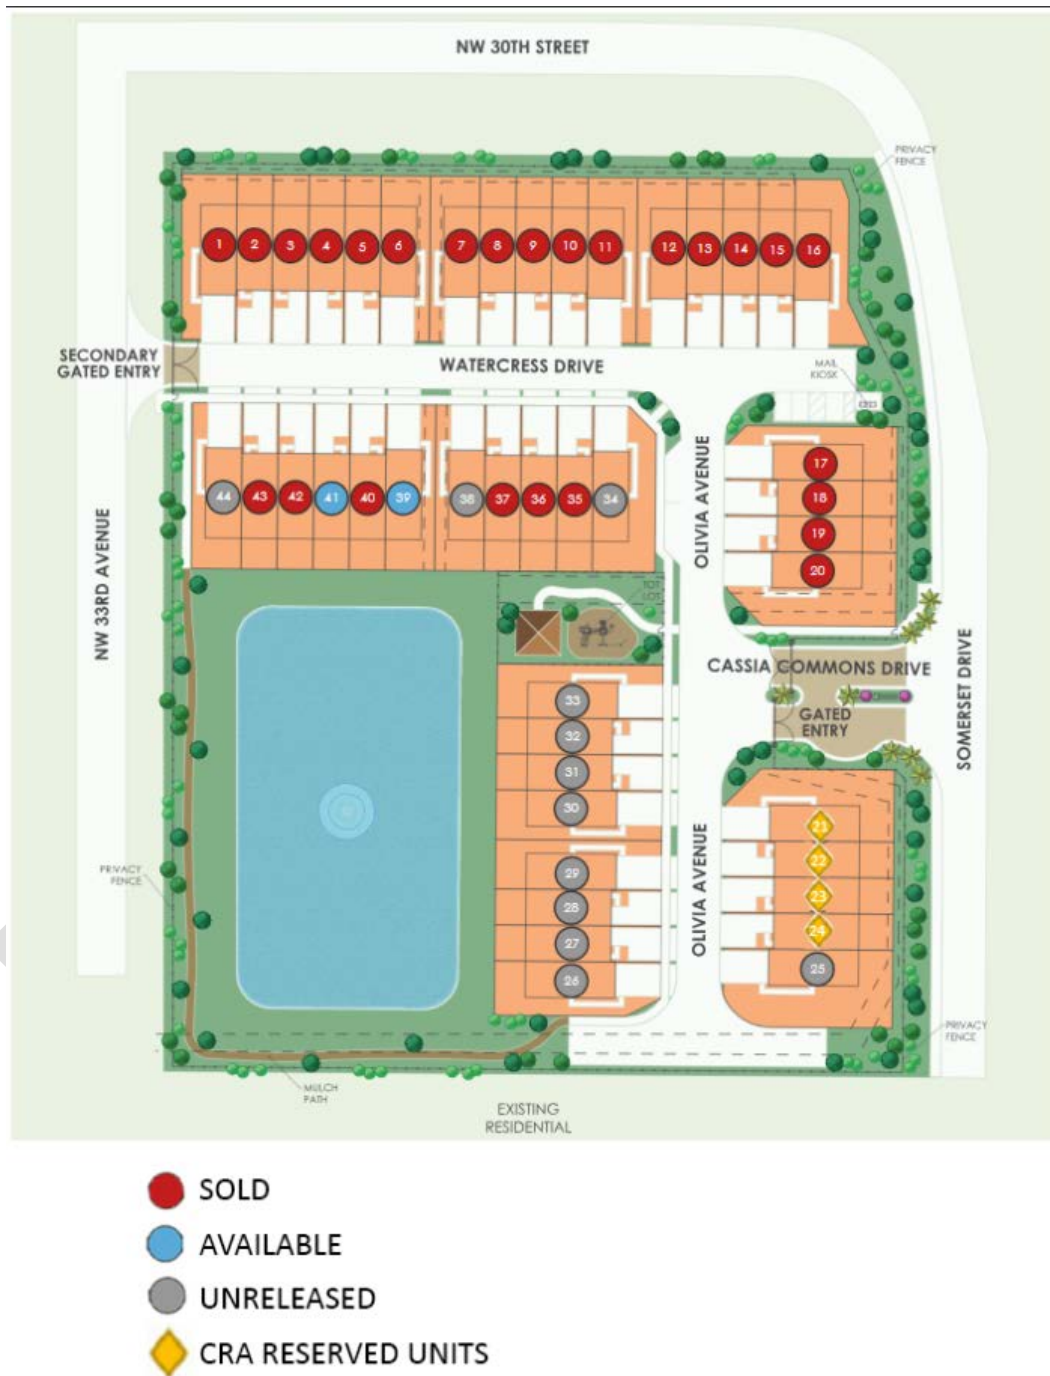 NW 30TH STREET
PRIVACY
FENCE
1 2 3 4 5 6 7 8 9 10 11 12 13 14 15 16
SECONDARY
GATED ENTRY
WATERCRESS DRIVE
MAIL
KIOSK
44 43 42 41 40 39 38 37 36 35 34
OLIVIA AVENUE
17
18
19
20
NW 33RD AVENUE
TOT
LOT
CASSIA COMMONS DRIVE
GATED
ENTRY
SOMERSET DRIVE
33
32
31
30
29
28
27
26
OLIVIA AVENUE
21
22
23
24
25
PRIVACY
FENCE
PRIVACY
FENCE
MULCH
PATH
EXISTING
RESIDENTIAL
SOLD
AVAILABLE
UNRELEASED
CRA RESERVED UNITS